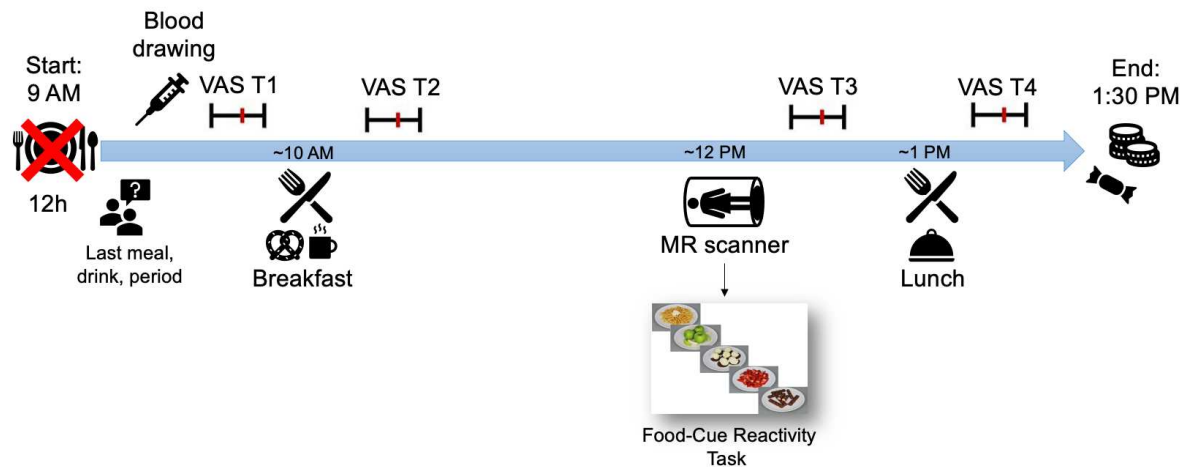 Blood
drawing
Start:
9 AM
VAS T1
VAS T2
VAS T3
VAS T4
End:
1:30 PM
~10 AM
~12 PM
~1 PM
12h
?
Last meal,
drink, period
Breakfast
MR scanner
Lunch
Food-Cue Reactivity
Task